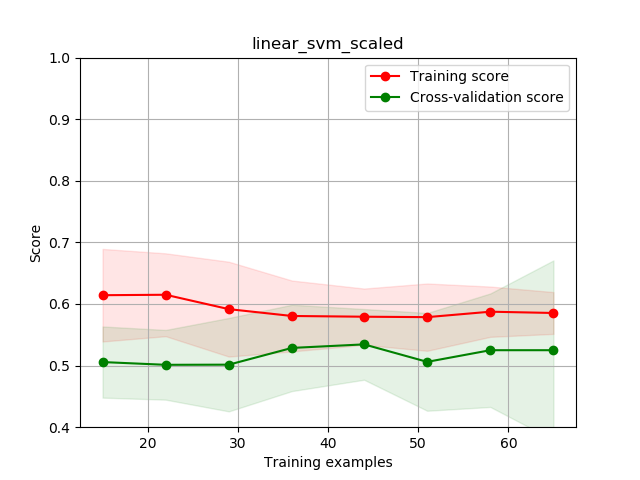 linear_svm_scaled
Training score
Cross-validation score
1.0
0.9
0.8
0.7
0.6
0.5
0.4
Score
20 30 40 50 60
Training examples